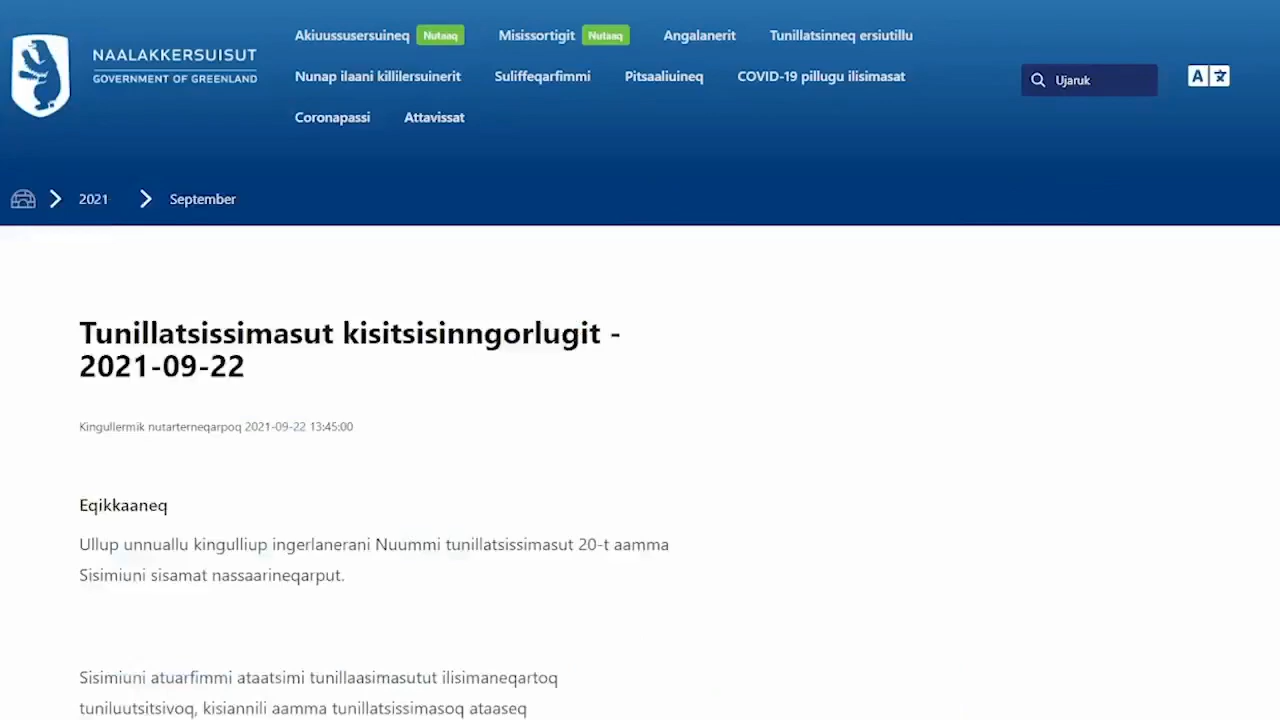 NAALAKKERSUISUT
GOVERNMENT OF GREENLAND
Akiuussusersuineq Nutaaq Misissortigit Nutaaq Angalanerit Tunillatsinneq ersiutillu
Nunap ilaani killilersuinerit Suliffeqarfimmi Pitsaaliuineq COVID-19 pillugu ilisimasat
Coronapassi Attavissat
Ujaruk
A
2021 September
Tunillatsissimasut kisitsisinngorlugit -
2021-09-22
Kingullermik nutarterneqarpoq 2021-09-22 13:45:00
Eqikkaaneq
Ullup unnuallu kingulliup ingerlanerani Nuummi tunillatsissimasut 20-t aamma
Sisimiuni sisamat nassaarineqarput.
Sisimiuni atuarfimmi ataatsimi tunillaasimasutut ilisimaneqartoq
tuniluutsitsivoq, kisiannili aamma tunillatsissimasoq ataaseq